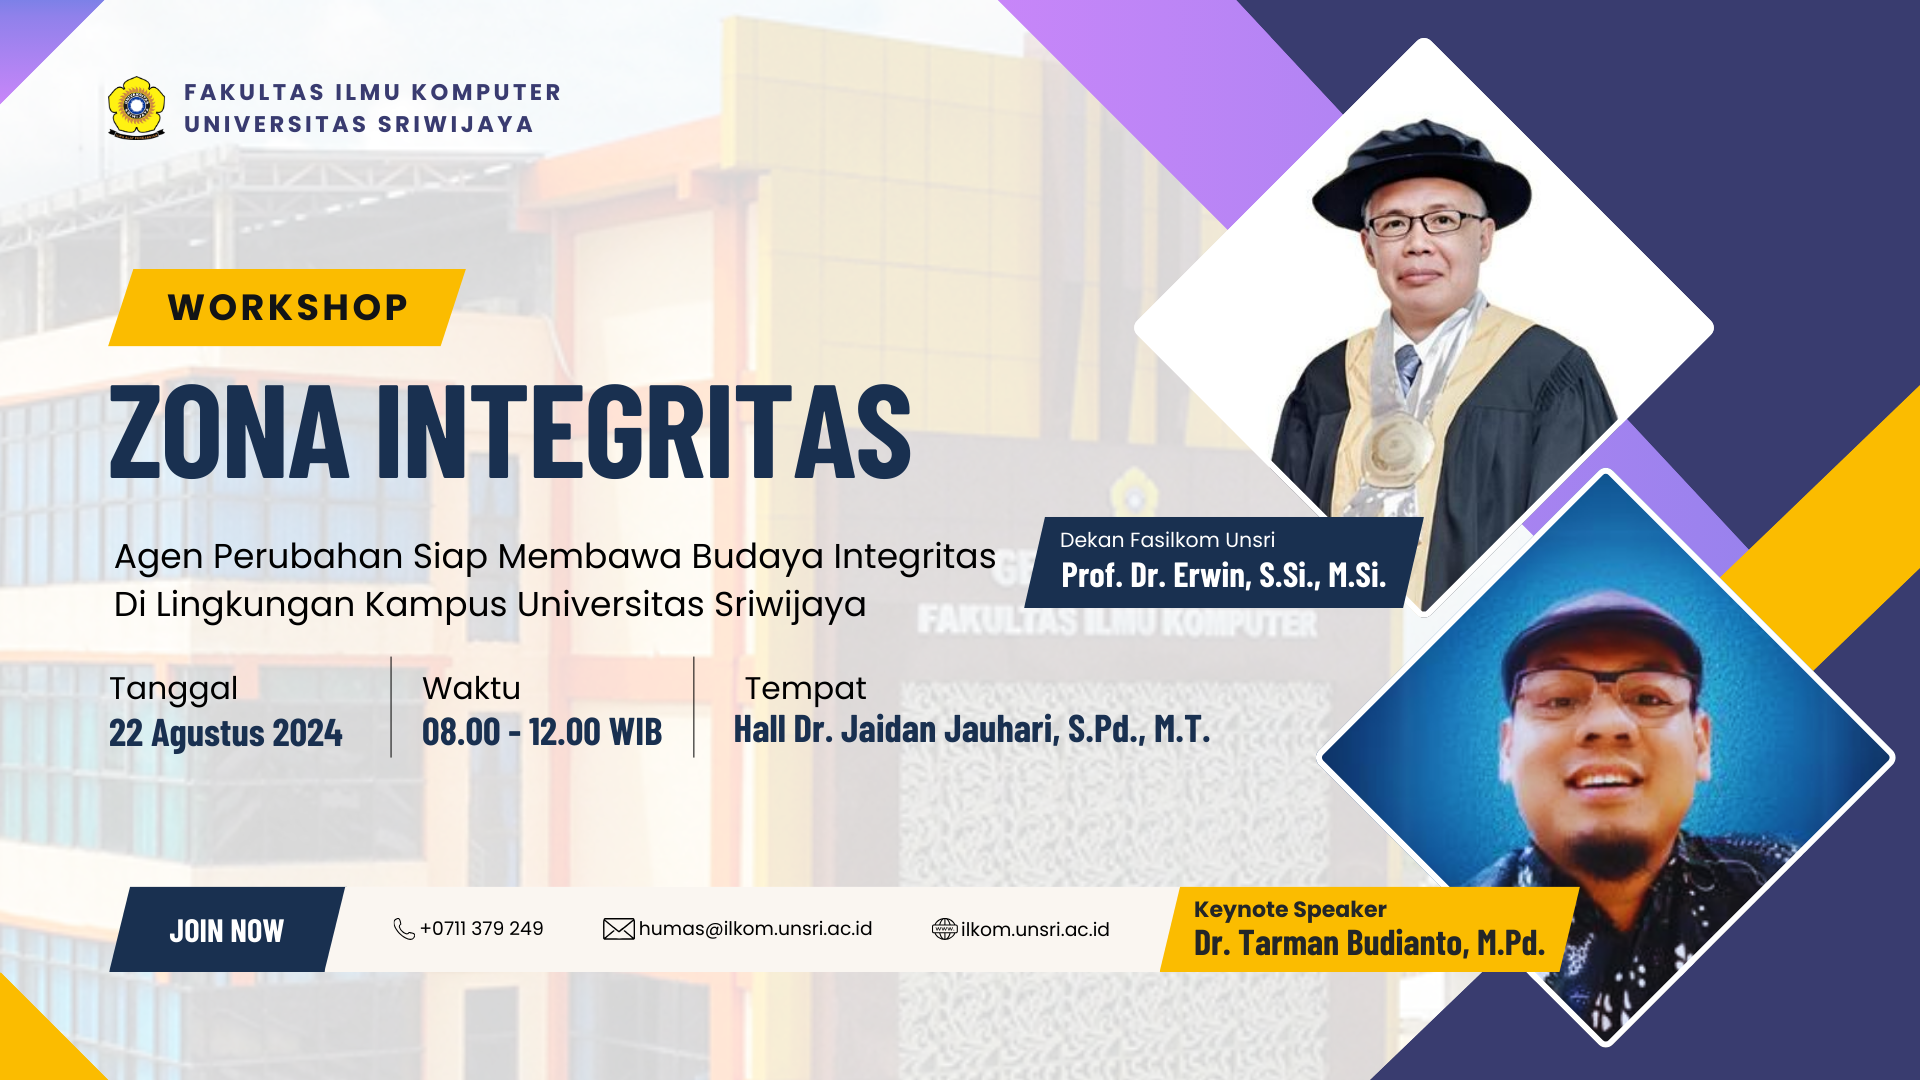 FAKULTAS ILMU KOMPUTER
UNIVERSITAS SRIWIJAYA
WORKSHOP
ZONA INTEGRITAS
Agen Perubahan Siap Membawa Budaya Integritas
Di Lingkungan Kampus Universitas Sriwijaya
Tanggal
22 Agustus 2024
Waktu
08.00 - 12.00 WIB
Tempat
Hall Dr. Jaidan Jauhari, S.Pd., M.T.
Dekan Fasilkom Unsri
Prof. Dr. Erwin, S.Si., M.Si.
FAKULTAS ILMU KOMPUTER
JOIN NOW
+0711 379 249
humas@ilkom.unsri.ac.id
ilkom.unsri.ac.id
Keynote Speaker
Dr. Tarman Budianto, M.Pd.